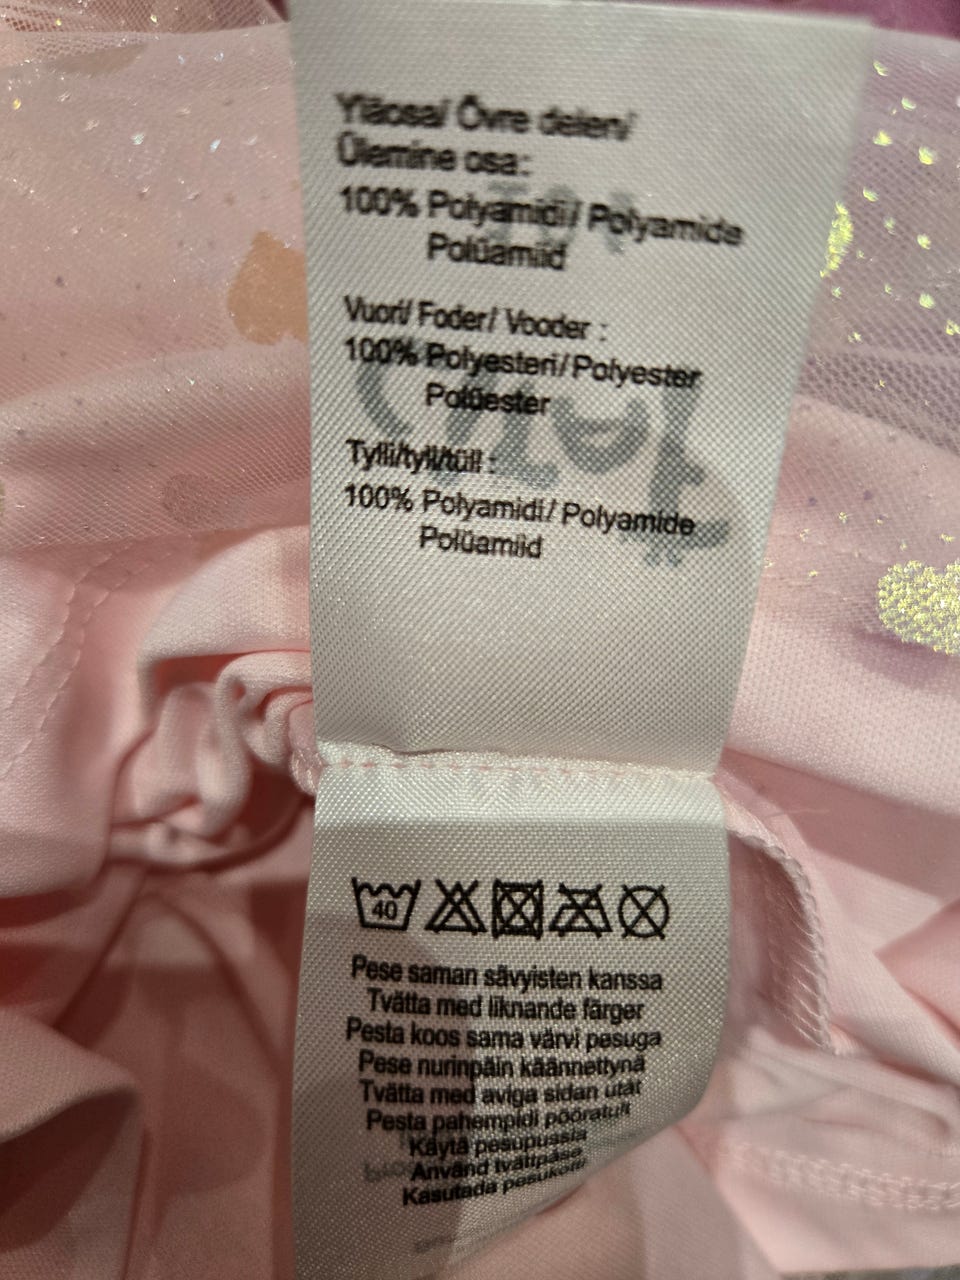 Yläosa/ Övre delen/
Ülemine osa:
100% Polyamidi/ Polyamide
Polüamiid
Vuori/ Foder/ Vooder :
100% Polyesteri/ Polyester
Polüester
Tylli/tyll/tüll :
100% Polyamidi/ Polyamide
Polüamiid
40
Pese saman sävyisten kanssa
Tvätta med liknande färger
Pesta koos sama värvi pesuga
Pese nurinpäin käännettynä
Tvätta med aviga sidan utåt
Pesta pahempidi pööratult
Käytä pesupussia
Använd tvättpåse
Kasutada pesukotti